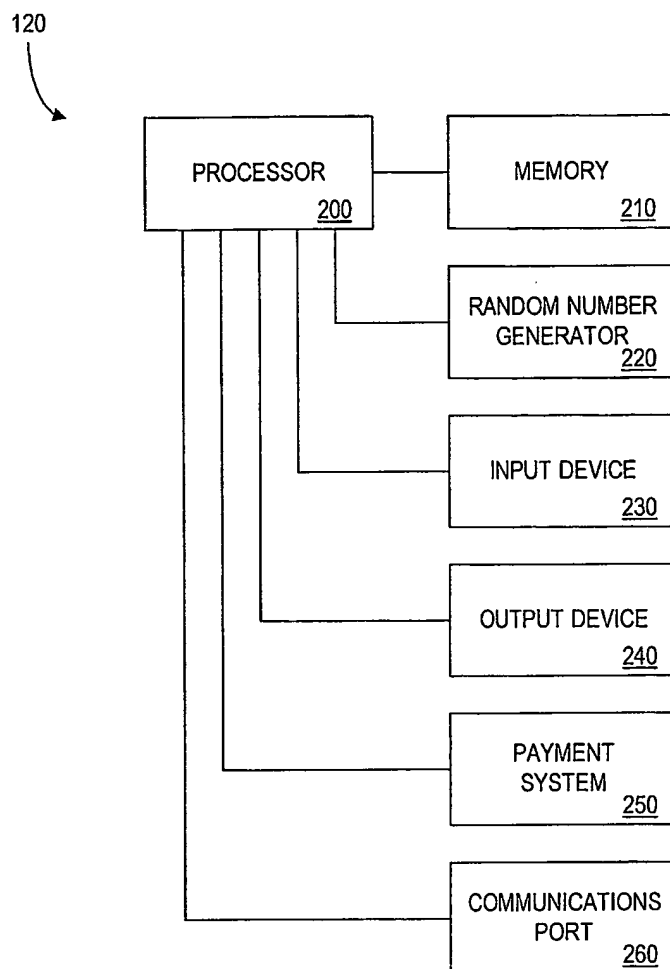 120
PROCESSOR
200
MEMORY
210
RANDOM NUMBER
GENERATOR
220
INPUT DEVICE
230
OUTPUT DEVICE
240
PAYMENT
SYSTEM
250
COMMUNICATIONS
PORT
260